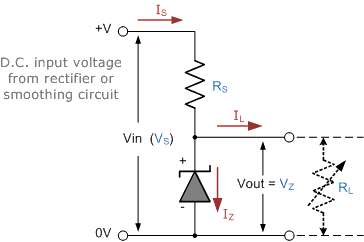 I_S
+V
D.C. input voltage
from rectifier or
smoothing circuit
R_S
I_L
Vin (V_S)
+
-
I_Z
Vout = V_Z
R_L
0V